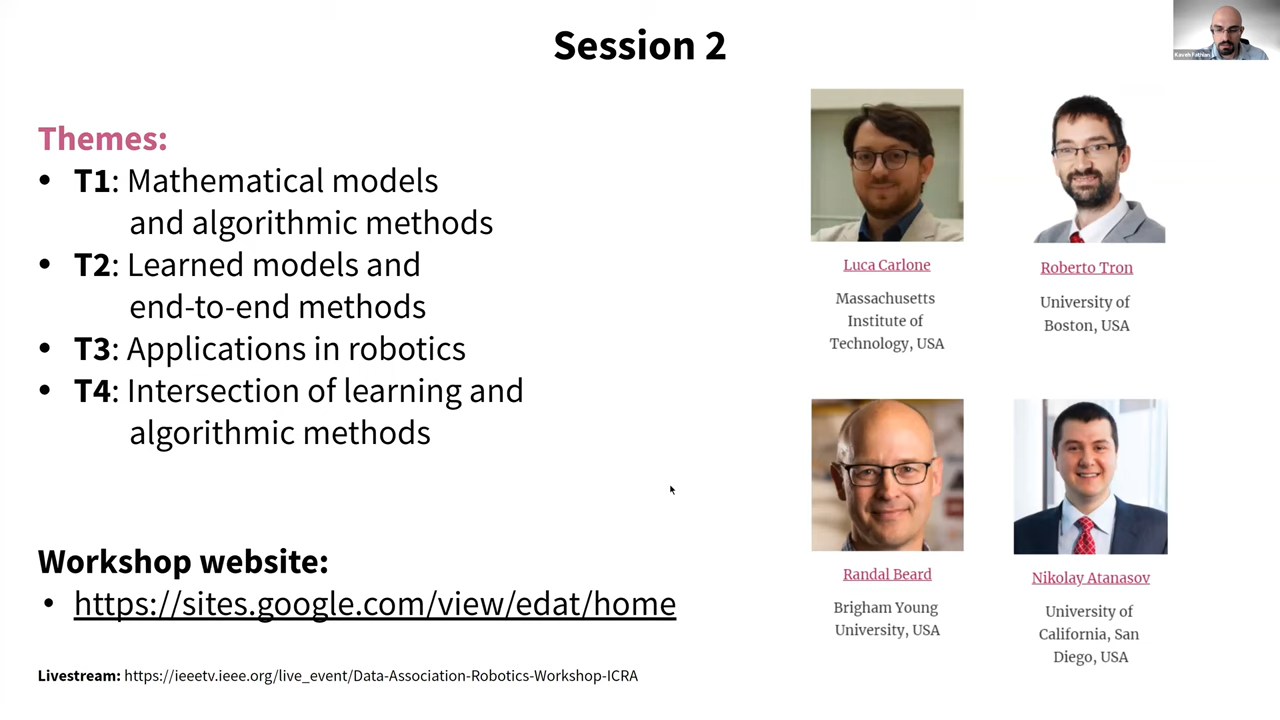 Session 2
Themes:
• T1: Mathematical models
and algorithmic methods
• T2: Learned models and
end-to-end methods
• T3: Applications in robotics
• T4: Intersection of learning and
algorithmic methods
Workshop website:
• https://sites.google.com/view/edat/home
Livestream: https://ieeetv.ieee.org/live_event/Data-Association-Robotics-Workshop-ICRA
Luca Carlone
Massachusetts
Institute of
Technology, USA
Roberto Tron
University of
Boston, USA
Randal Beard
Brigham Young
University, USA
Nikolay Atanasov
University of
California, San
Diego, USA
Kaveh Fathian